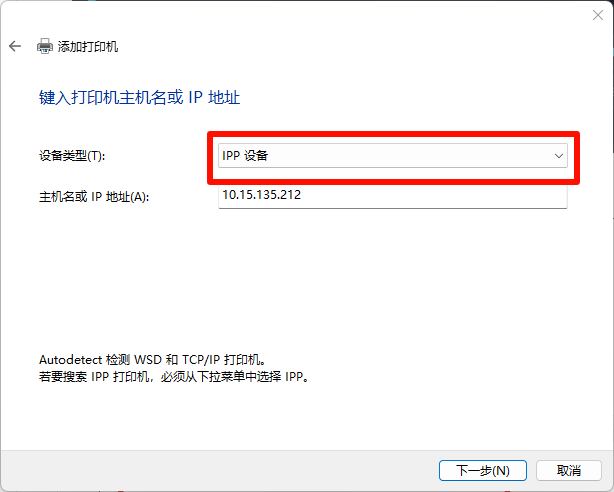 添加打印机
键入打印机主机名或 IP 地址
设备类型(T):
IPP 设备
主机名或 IP 地址(A):
10.15.135.212
Autodetect 检测 WSD 和 TCP/IP 打印机。
若要搜索 IPP 打印机，必须从下拉菜单中选择 IPP。
下一步(N)
取消